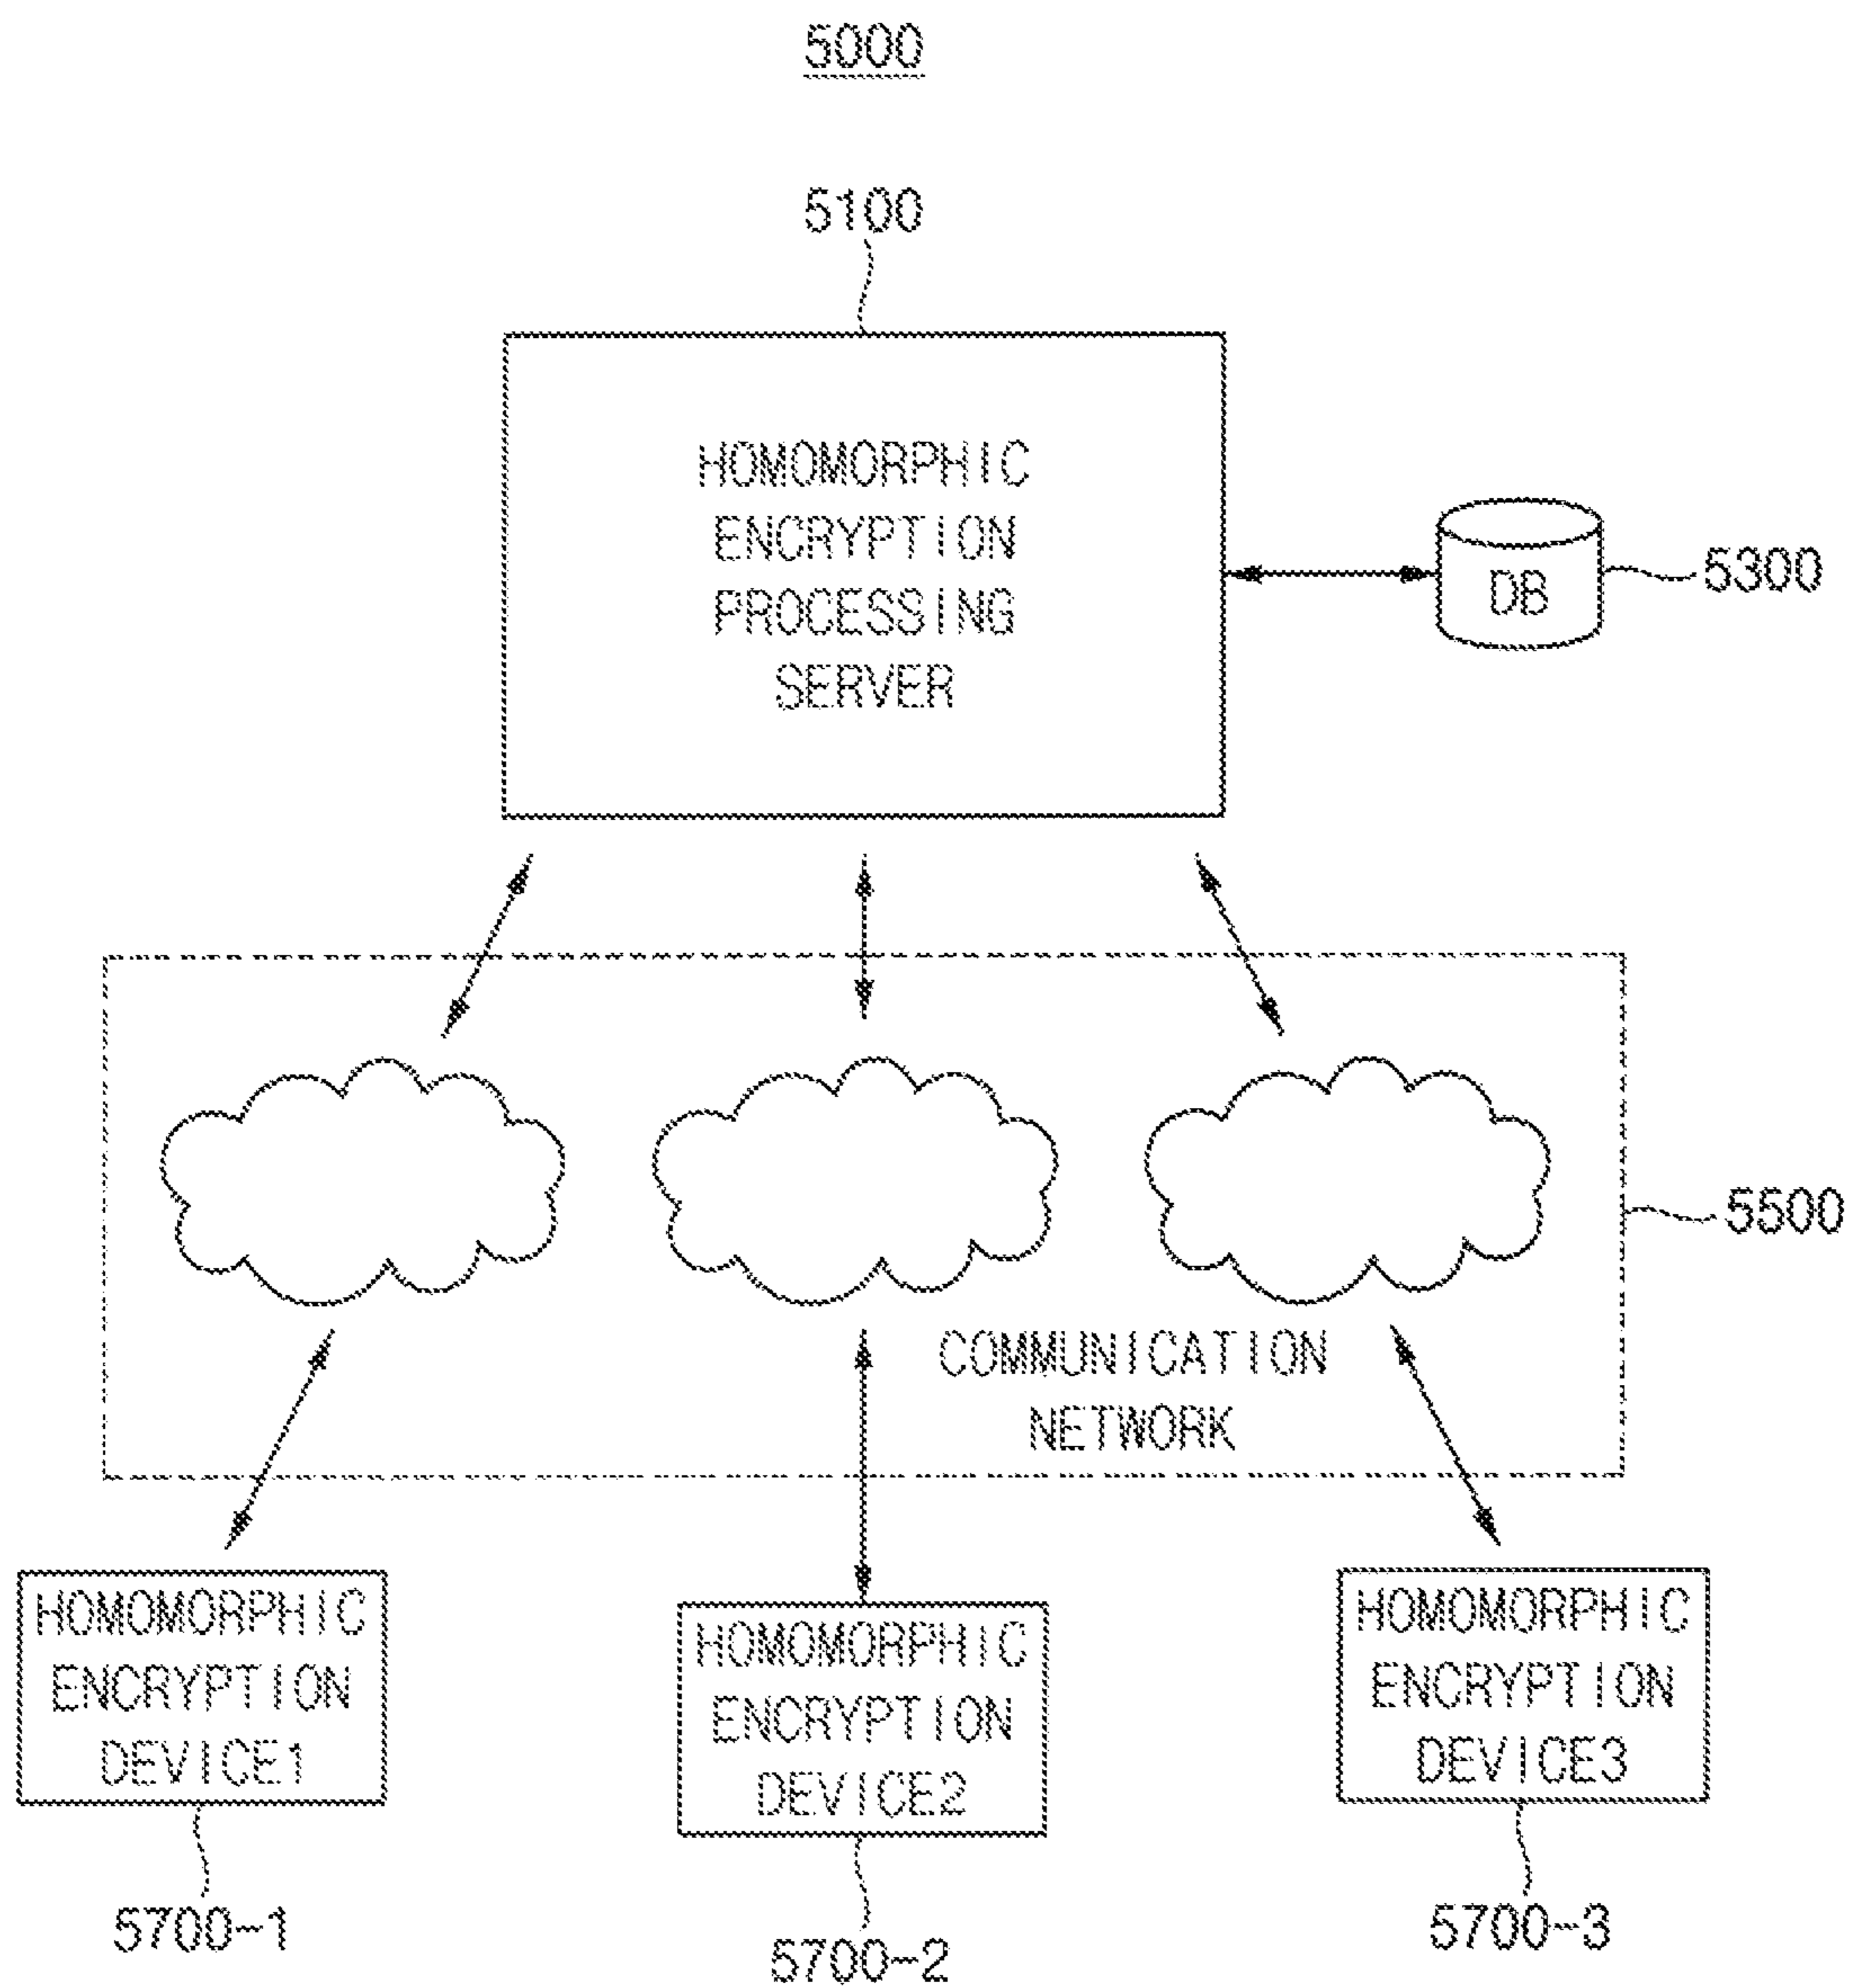 5000
5100
HOMOMORPHIC
ENCRYPTION
PROCESSING
SERVER
DB
5300
5500
COMMUNICATION
NETWORK
HOMOMORPHIC
ENCRYPTION
DEVICE1
HOMOMORPHIC
ENCRYPTION
DEVICE2
HOMOMORPHIC
ENCRYPTION
DEVICE3
5700-1
5700-2
5700-3